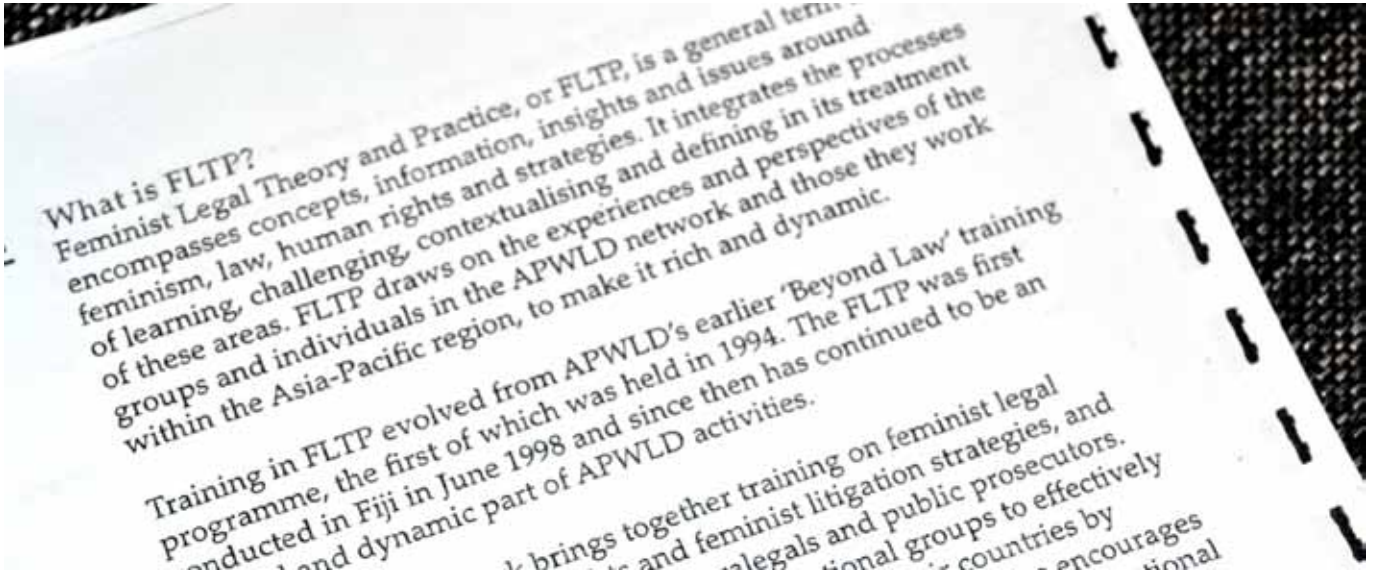 What is FLTP?
Feminist Legal Theory and Practice, or FLTP, is a general term
encompasses concepts, information, insights and issues around
feminism, law, human rights and strategies. It integrates the processes
of learning, challenging, contextualising and defining in its treatment
of these areas. FLTP draws on the experiences and perspectives of the
groups and individuals in the APWLD network and those they work
within the Asia-Pacific region, to make it rich and dynamic.
Training in FLTP evolved from APWLD's earlier 'Beyond Law' training
programme, the first of which was held in 1994. The FLTP was first
conducted in Fiji in June 1998 and since then has continued to be an
and dynamic part of APWLD activities.
brings together training on feminist legal
and feminist litigation strategies, and
and public prosecutors.
groups to effectively
countries by
encourages